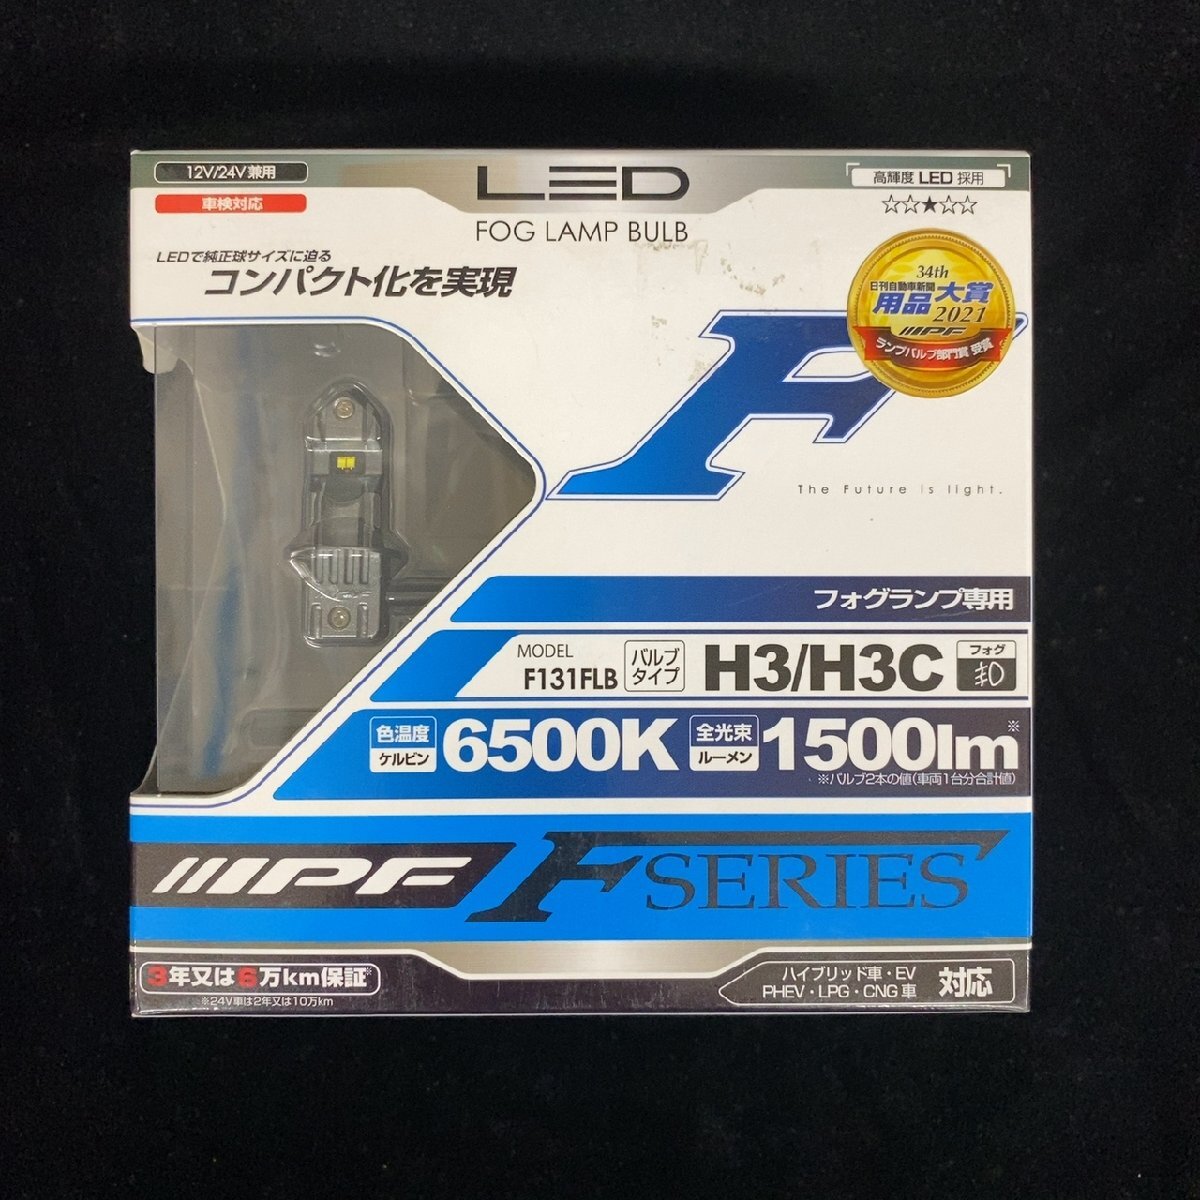 12V/24V兼用
車検対応
LED
FOG LAMP BULB
高輝度 LED 採用
☆☆★☆☆
LEDで純正球サイズに迫る
コンパクト化を実現
34th
日刊自動車新聞
用品大賞
2021
IPF
ランプバルブ部門賞 受賞
F
The Future is light.
フォグランプ専用
MODEL
F131FLB
バルブ
タイプ
H3/H3C
フォグ
色温度
ケルビン
6500K
全光束
ルーメン
1500lm※
※バルブ2本の値(車両1台分合計値)
IPF F SERIES
3年又は6万km保証※
※24V車は2年又は10万km
ハイブリッド車・EV
PHEV・LPG・CNG 車
対応